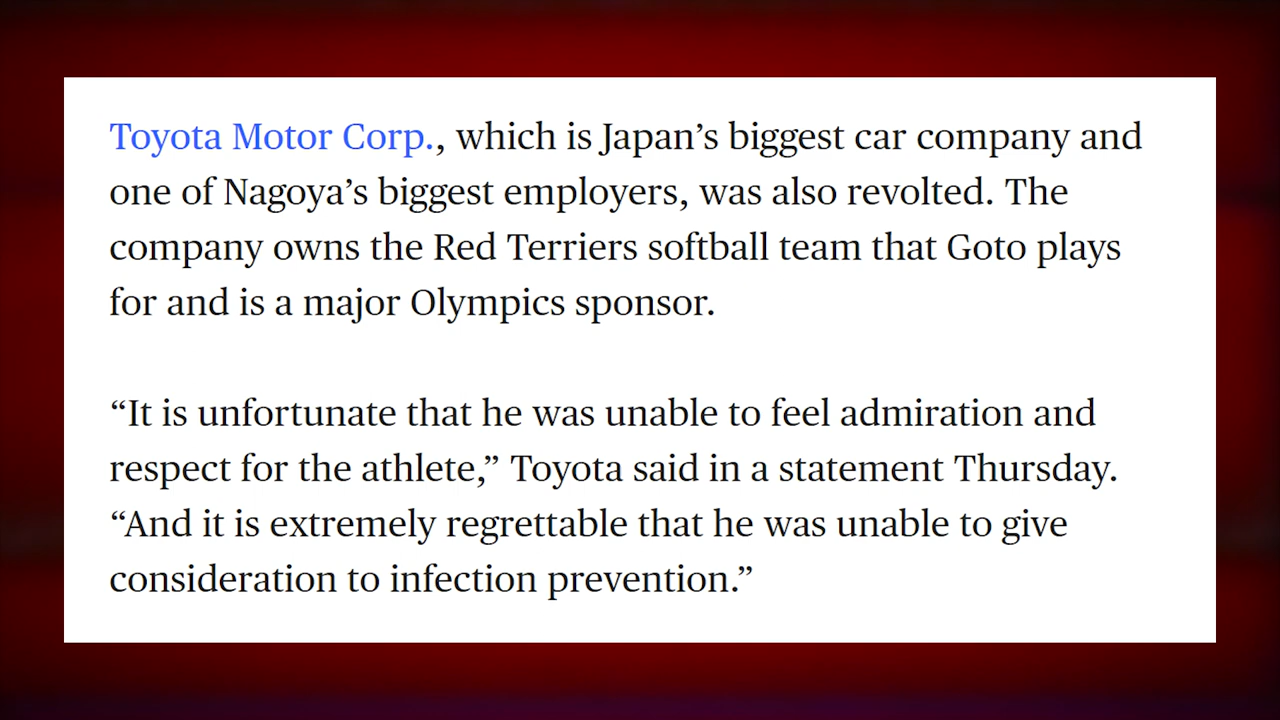 Toyota Motor Corp., which is Japan’s biggest car company and
one of Nagoya’s biggest employers, was also revolted. The
company owns the Red Terriers softball team that Goto plays
for and is a major Olympics sponsor.
“It is unfortunate that he was unable to feel admiration and
respect for the athlete,” Toyota said in a statement Thursday.
“And it is extremely regrettable that he was unable to give
consideration to infection prevention.”